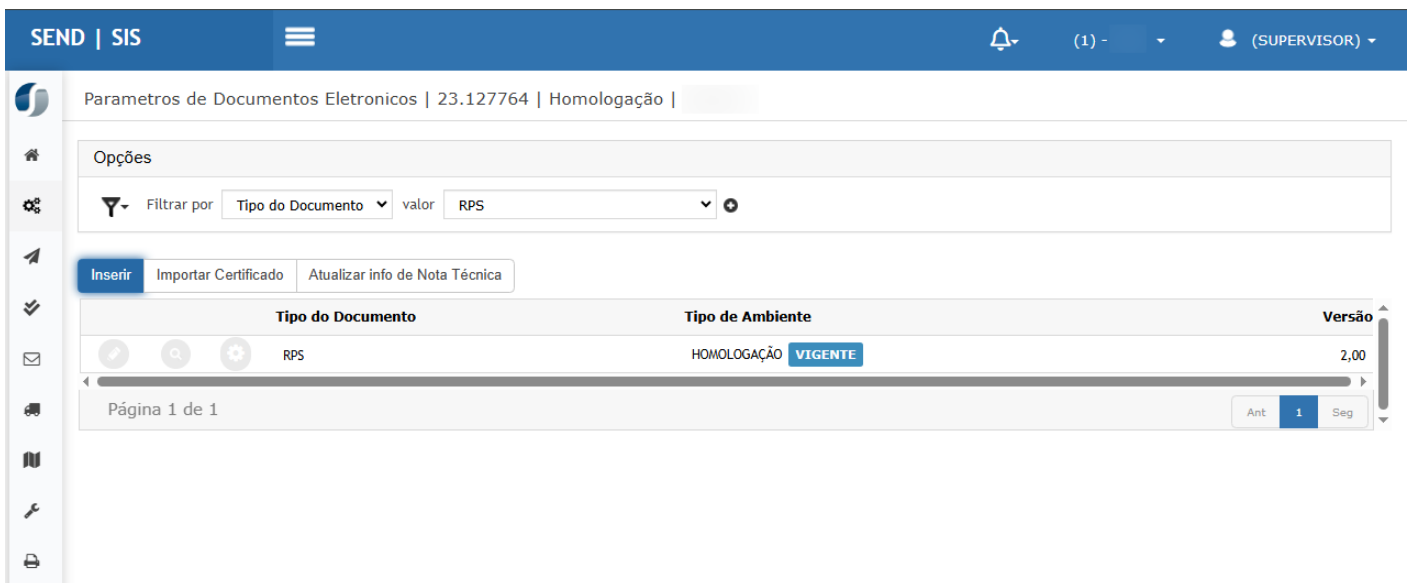 SEND | SIS (1) - (SUPERVISOR)
Parametros de Documentos Eletronicos | 23.127764 | Homologação |
Opções
Filtrar por Tipo do Documento valor RPS
Inserir Importar Certificado Atualizar info de Nota Técnica
Tipo do Documento Tipo de Ambiente Versão
RPS HOMOLOGAÇÃO VIGENTE 2,00
Página 1 de 1 Ant 1 Seg